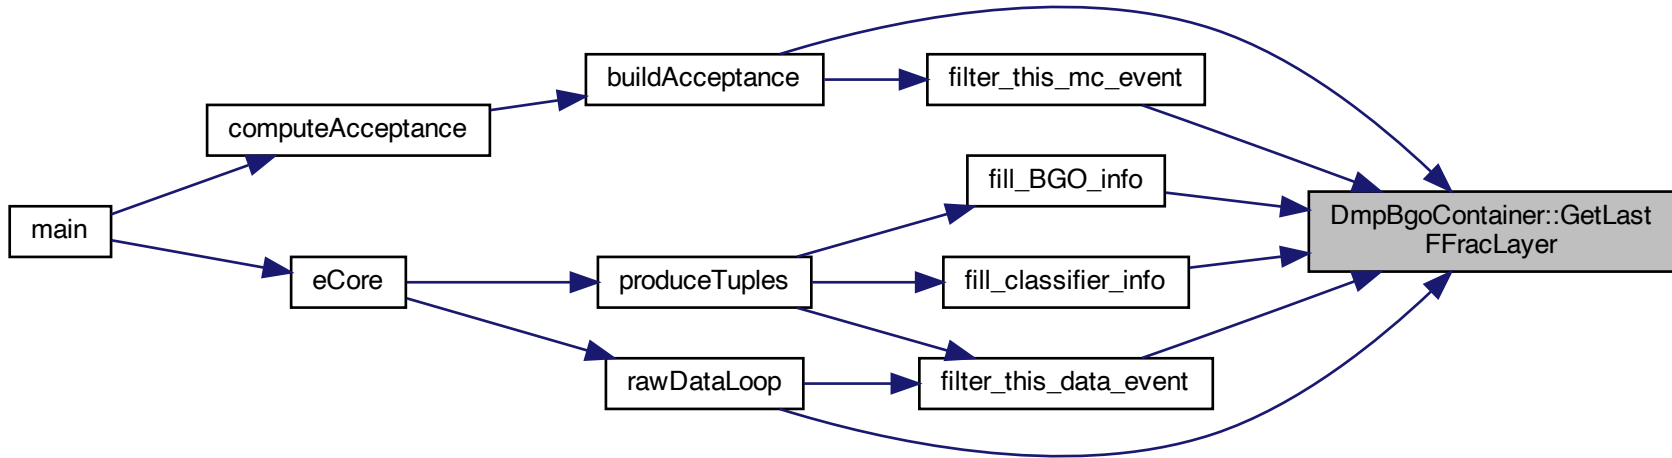 buildAcceptance
filter_this_mc_event
computeAcceptance
fill_BGO_info
main
DmpBgoContainer::GetLast
FFracLayer
eCore
produceTuples
fill_classifier_info
rawDataLoop
filter_this_data_event